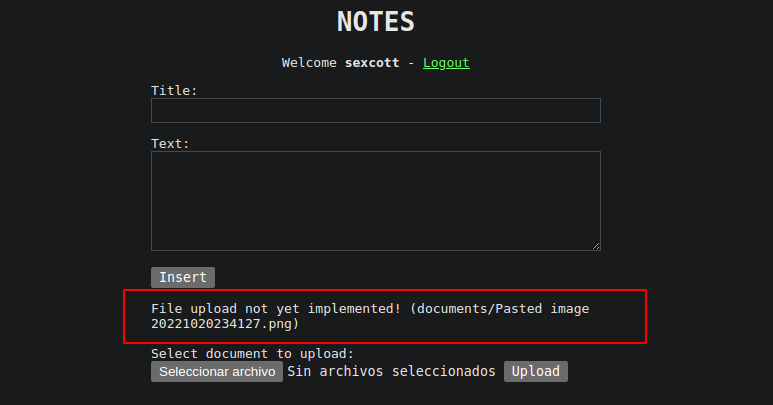 NOTES
Welcome sexcott - Logout
Title:
Text:
Insert
File upload not yet implemented! (documents/Pasted image
20221020234127.png)
Select document to upload:
Seleccionar archivo Sin archivos seleccionados Upload